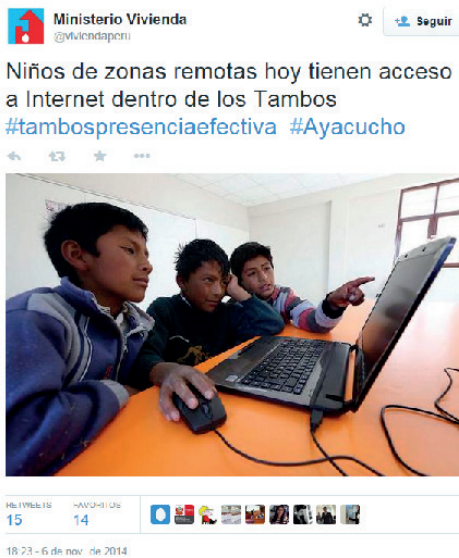 Ministerio Vivienda
@viviendaperu
Seguir
Niños de zonas remotas hoy tienen acceso
a Internet dentro de los Tambos
#tambospresenciaefectiva #Ayacucho
RETWEETS FAVORITOS
15 14
18:23 - 6 de nov. de 2014